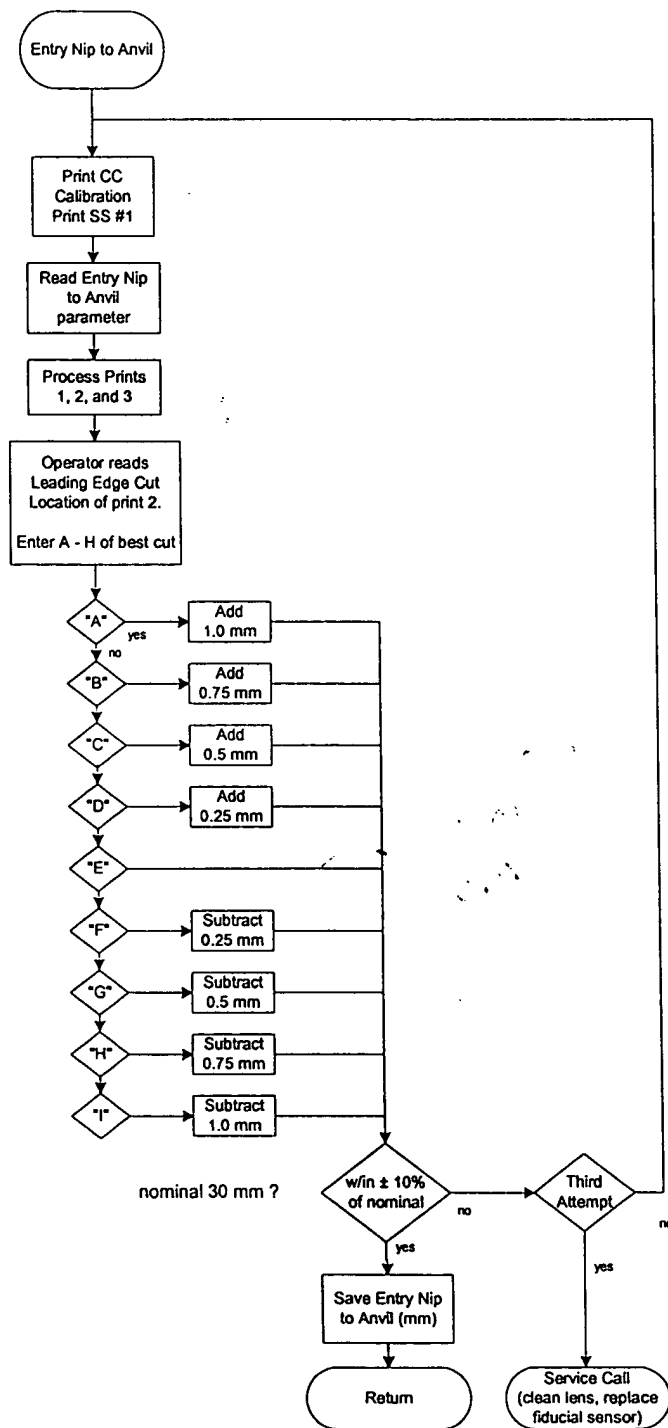 Entry Nip to Anvil
Print CC
Calibration
Print SS #1
Read Entry Nip
to Anvil
parameter
Process Prints
1, 2, and 3
Operator reads
Leading Edge Cut
Location of print 2.
Enter A - H of best cut
"A"
yes
Add
1.0 mm
no
"B"
Add
0.75 mm
"C"
Add
0.5 mm
"D"
Add
0.25 mm
"E"
"F"
Subtract
0.25 mm
"G"
Subtract
0.5 mm
"H"
Subtract
0.75 mm
"I"
Subtract
1.0 mm
nominal 30 mm ?
w/in ± 10%
of nominal
no
Third
Attempt
yes
yes
Save Entry Nip
to Anvil (mm)
Return
Service Call
(clean lens, replace
fiducial sensor)